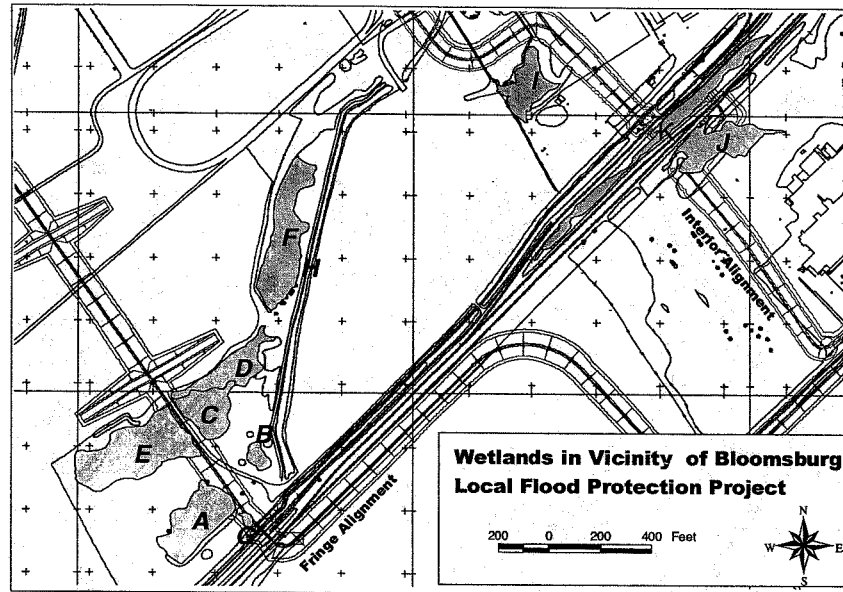 I
K
J
F
H
Interior Alignment
D
C
B
E
A
G
Fringe Alignment
Wetlands in Vicinity of Bloomsburg
Local Flood Protection Project
200 0 200 400 Feet
N
W E
S